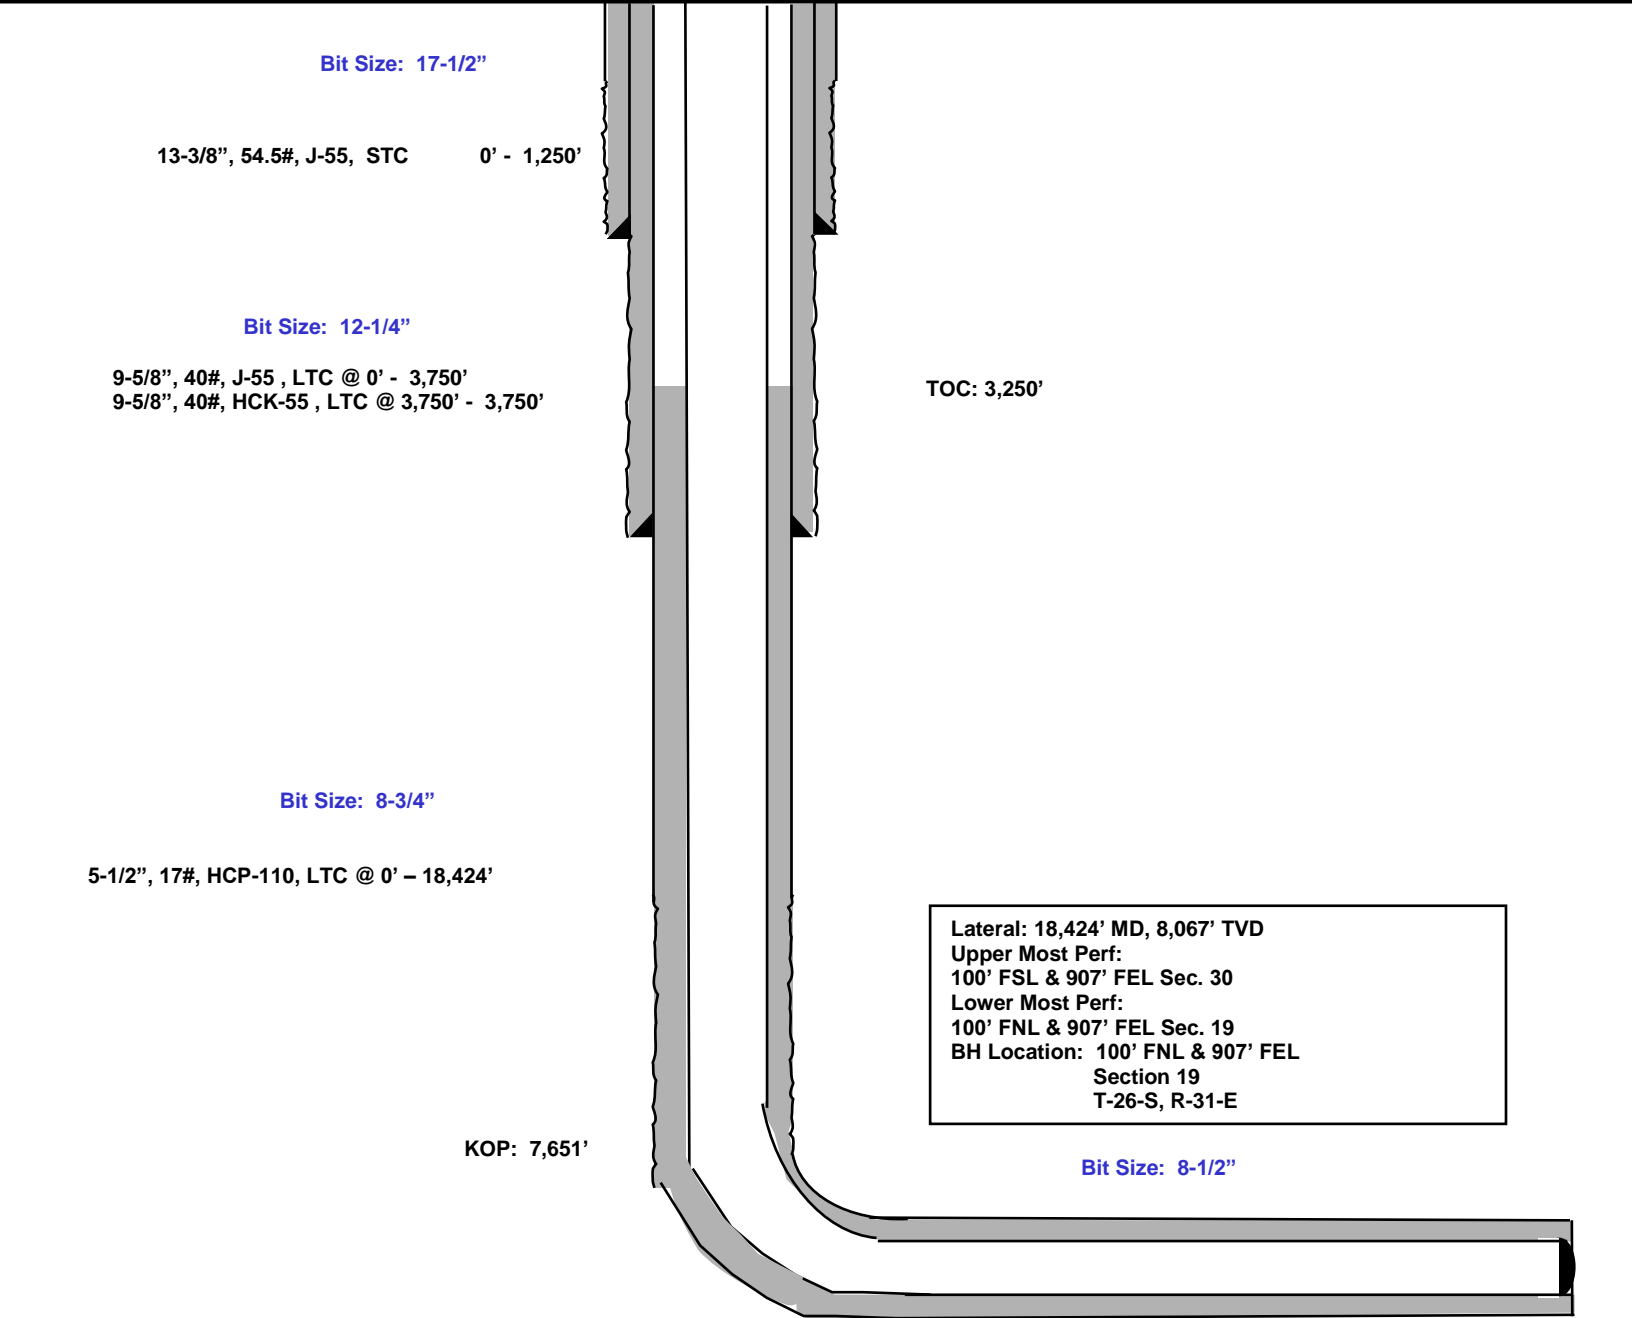 Bit Size: 17-1/2”
13-3/8”, 54.5#, J-55, STC 0’ - 1,250’
Bit Size: 12-1/4”
9-5/8”, 40#, J-55 , LTC @ 0’ - 3,750’
9-5/8”, 40#, HCK-55 , LTC @ 3,750’ - 3,750’
TOC: 3,250’
Bit Size: 8-3/4”
5-1/2”, 17#, HCP-110, LTC @ 0’ – 18,424’
Lateral: 18,424’ MD, 8,067’ TVD
Upper Most Perf:
100’ FSL & 907’ FEL Sec. 30
Lower Most Perf:
100’ FNL & 907’ FEL Sec. 19
BH Location: 100’ FNL & 907’ FEL
Section 19
T-26-S, R-31-E
KOP: 7,651’
Bit Size: 8-1/2”